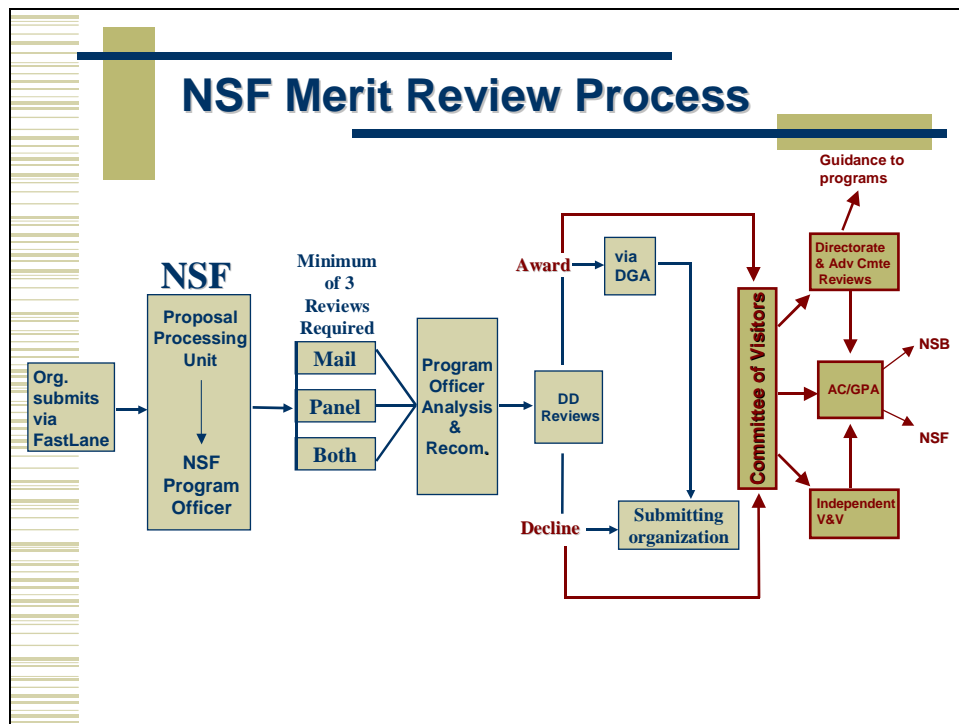 NSF Merit Review Process
Org.
submits
via
FastLane
NSF
Proposal
Processing
Unit
NSF
Program
Officer
Minimum
of 3
Reviews
Required
Mail
Panel
Both
Program
Officer
Analysis
&
Recom.
DD
Reviews
Award
via
DGA
Decline
Submitting
organization
Committee of Visitors
Guidance to
programs
Directorate
& Adv Cmte
Reviews
AC/GPA
NSB
NSF
Independent
V&V